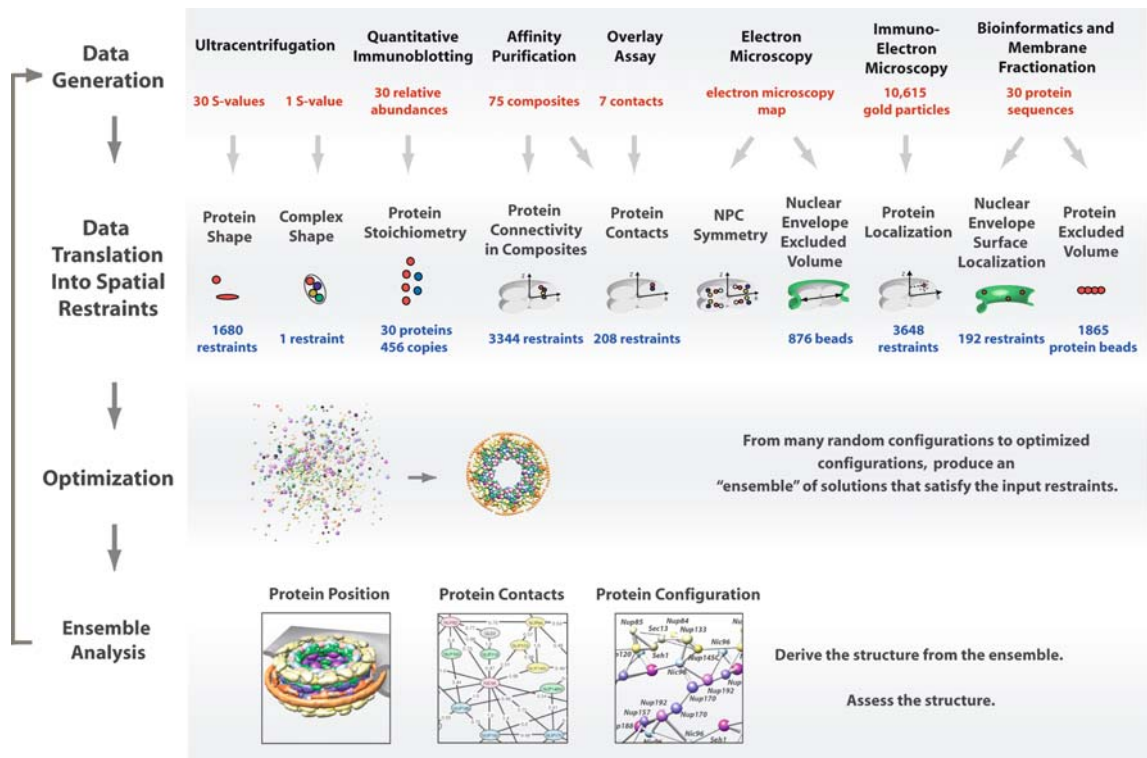 Data
Generation
Ultracentrifugation
Quantitative
Immunoblotting
Affinity
Purification
Overlay
Assay
Electron
Microscopy
Immuno-
Electron
Microscopy
Bioinformatics and
Membrane
Fractionation
30 S-values
1 S-value
30 relative
abundances
75 composites
7 contacts
electron microscopy
map
10,615
gold particles
30 protein
sequences
Data
Translation
Into Spatial
Restraints
Protein
Shape
Complex
Shape
Protein
Stoichiometry
Protein
Connectivity
in Composites
Protein
Contacts
NPC
Symmetry
Nuclear
Envelope
Excluded
Volume
Protein
Localization
Nuclear
Envelope
Surface
Localization
Protein
Excluded
Volume
1680
restraints
1 restraint
30 proteins
456 copies
3344 restraints
208 restraints
876 beads
3648
restraints
192 restraints
1865
protein beads
Optimization
From many random configurations to optimized
configurations, produce an
“ensemble” of solutions that satisfy the input restraints.
Ensemble
Analysis
Protein Position
Protein Contacts
Protein Configuration
Nup85
Nup84
Sec13
Nup133
Nic96
Seh1
Nup145C
Nic96
Nup192
Nup170
Nup192
Nup157
Nup170
Nic96
Seh1
Derive the structure from the ensemble.
Assess the structure.